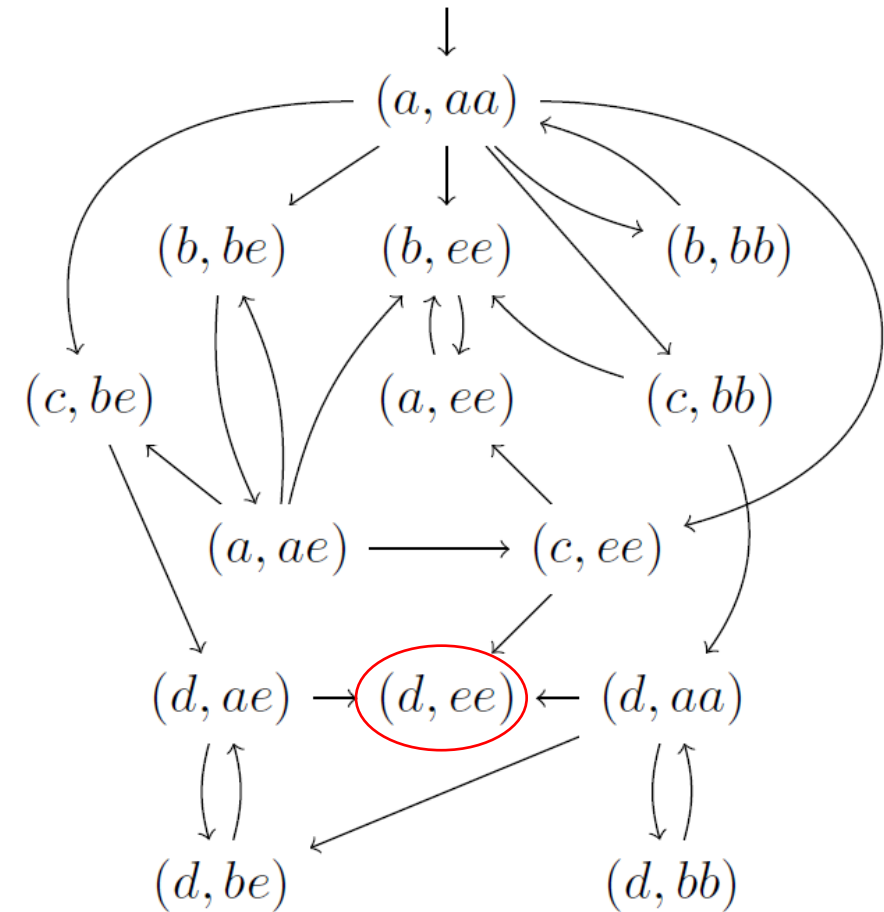 (a, aa)
(b, be) (b, ee) (b, bb)
(c, be) (a, ee) (c, bb)
(a, ae) (c, ee)
(d, ae) (d, ee) (d, aa)
(d, be) (d, bb)